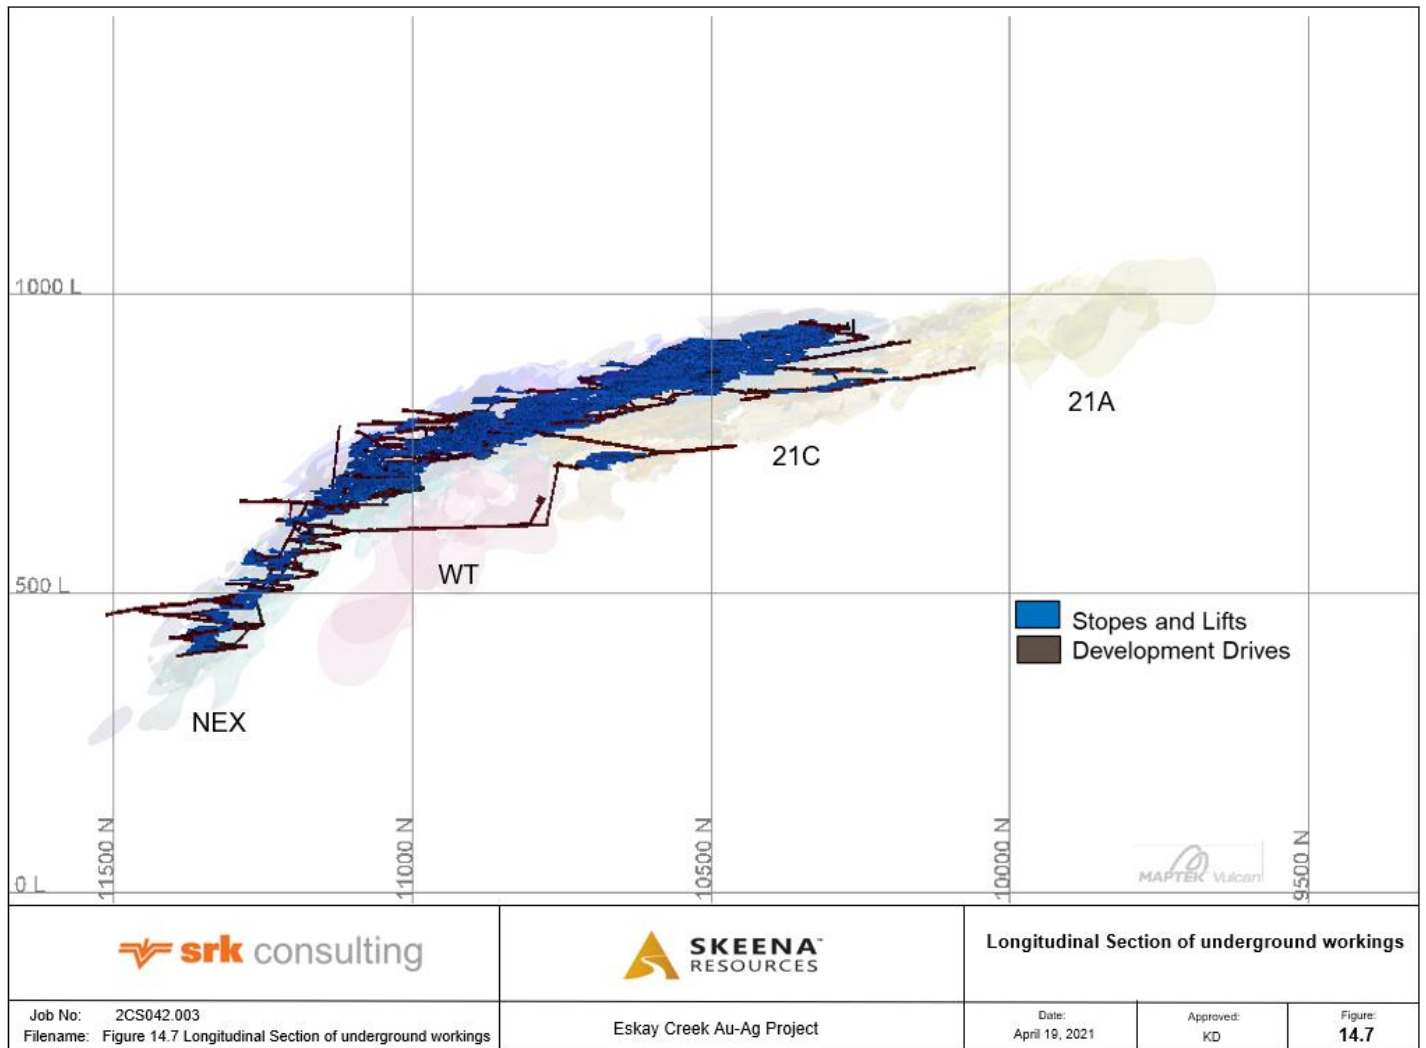 1000 L
21A
21C
WT
500 L
Stopes and Lifts
Development Drives
NEX
11500 N
11000 N
10500 N
10000 N
9500 N
MAPTEK Vulcan
0 L
srk consulting
SKEENA™
RESOURCES
Longitudinal Section of underground workings
Job No: 2CS042.003
Filename: Figure 14.7 Longitudinal Section of underground workings
Eskay Creek Au-Ag Project
Date:
April 19, 2021
Approved:
KD
Figure:
14.7